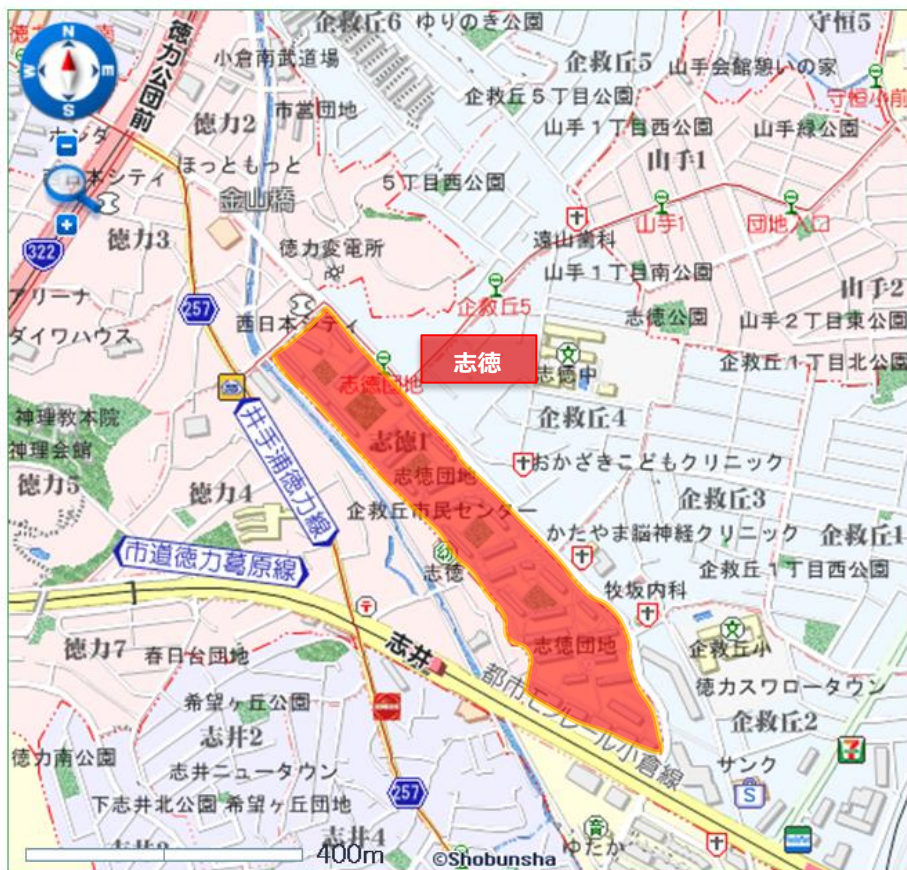 企救丘6
ゆりのき公園
守恒5
小倉南武道場
企救丘5
山手会館憩いの家
N
W
E
S
徳力公団前
徳力2
市営団地
企救丘5丁目公園
守恒小前
山手1丁目西公園
山手緑公園
ホンダ
ほっともっと
5丁目西公園
山手1
金山橋
徳力3
徳力変電所
遠山歯科
山手1
団地入口
322
山手1丁目南公園
山手2
アリーナ
257
西日本シティ
企救丘5
志徳公園
山手2丁目東公園
ダイワハウス
志徳
志徳中
企救丘1丁目北公園
志徳団地
神理教本院
企救丘4
神理会館
井手浦徳力線
志徳1
おかざきこどもクリニック
徳力5
徳力4
志徳団地
企救丘3
企救丘市民センター
かたやま脳神経クリニック
企救丘1
市道徳力葛原線
志徳
企救丘1丁目西公園
牧坂内科
徳力7
春日台団地
志井
志徳団地
企救丘小
都市モノレール小倉線
徳力スワロータウン
希望ヶ丘公園
企救丘2
徳力南公園
志井2
サンク
志井ニュータウン
下志井北公園
希望ヶ丘団地
257
志井4
ゆたか
400m
©Shobunsha